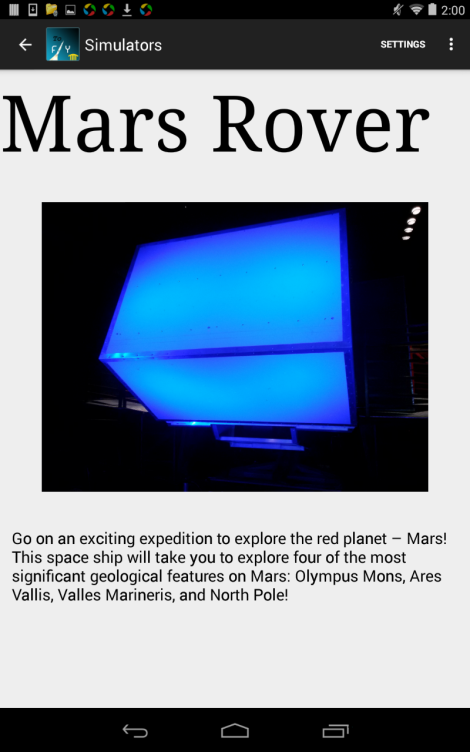 2:00
To
FLY
Simulators
SETTINGS
Mars Rover
Go on an exciting expedition to explore the red planet – Mars!
This space ship will take you to explore four of the most
significant geological features on Mars: Olympus Mons, Ares
Vallis, Valles Marineris, and North Pole!